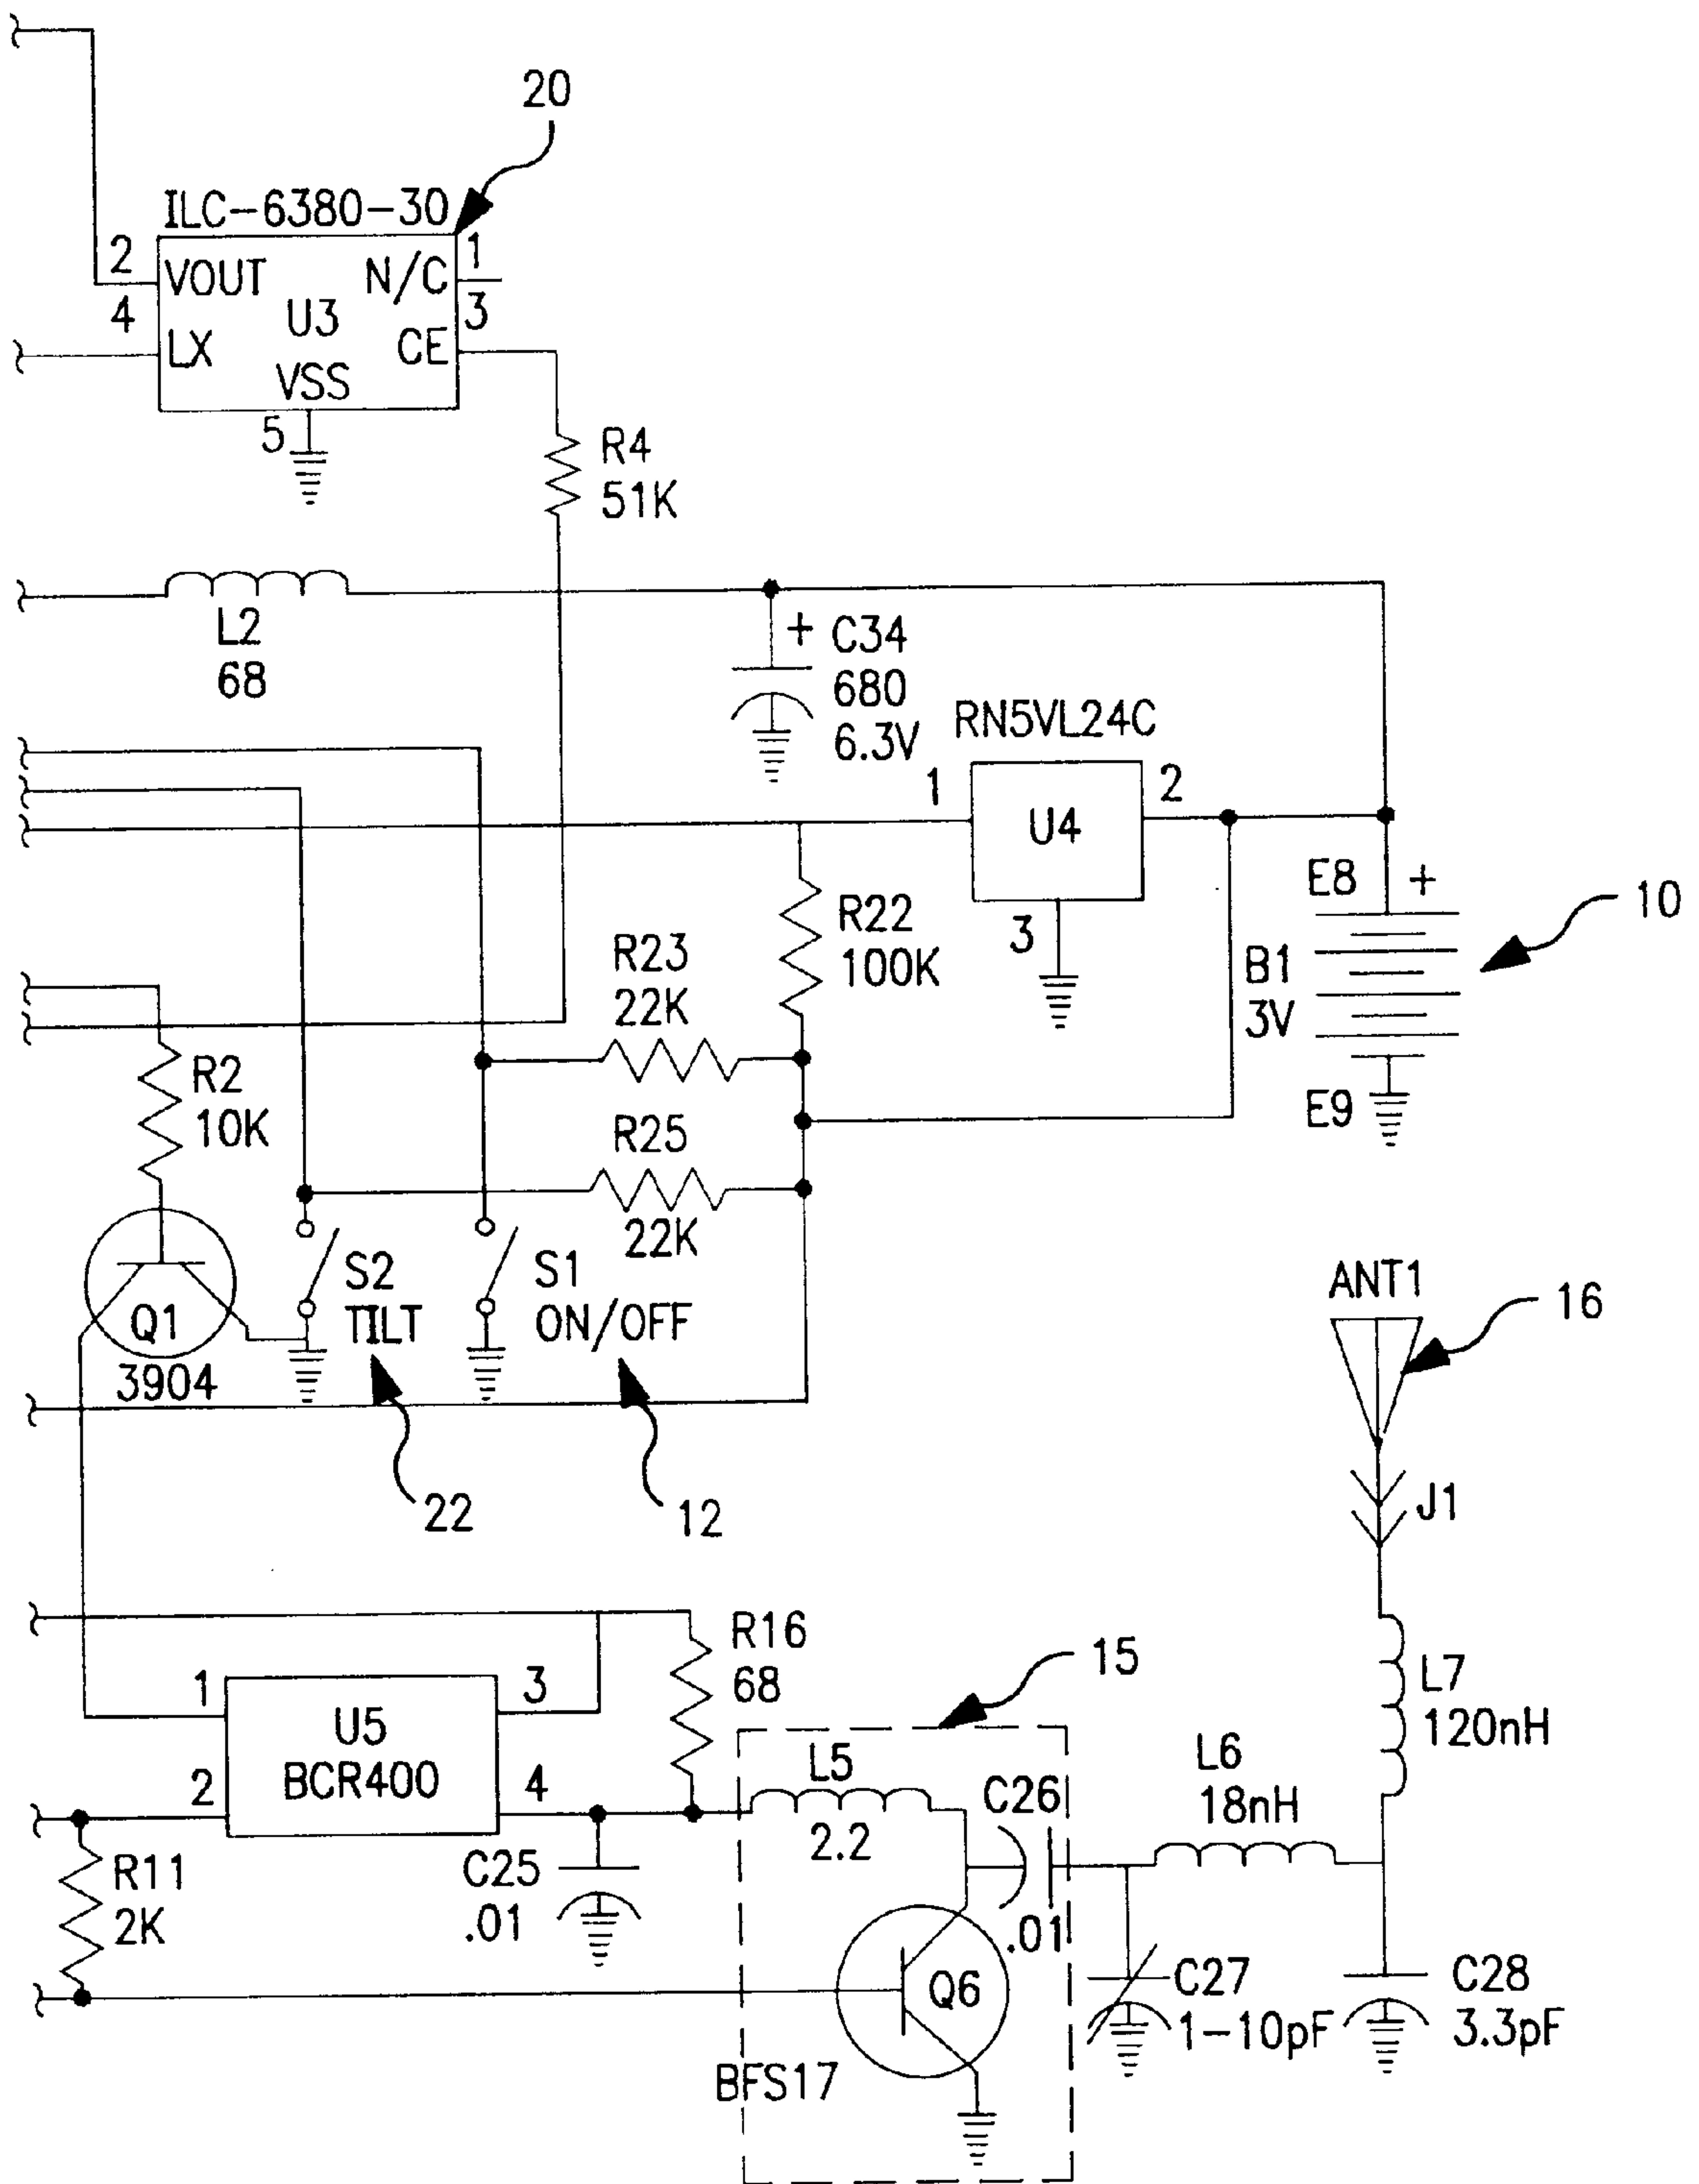 20
ILC-6380-30
2
VOUT
N/C
1
4
U3
3
LX
CE
VSS
5
R4
51K
L2
68
+
C34
680
6.3V
RN5VL24C
1
U4
2
3
E8
+
10
B1
3V
E9
R22
100K
R23
22K
R2
10K
R25
22K
S2
TILT
S1
ON/OFF
Q1
3904
ANT1
16
22
12
J1
R16
68
15
1
3
U5
BCR400
2
4
L7
120nH
L6
18nH
L5
2.2
C26
.01
R11
2K
C25
.01
Q6
C27
1-10pF
C28
3.3pF
BFS17